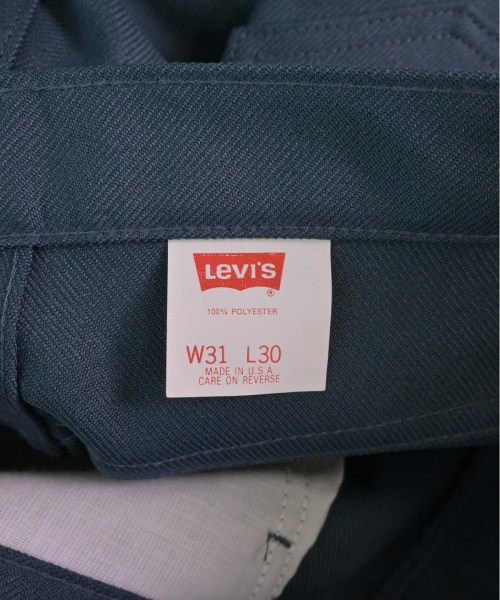 Levi's
®
100% POLYESTER
W31 L30
MADE IN U.S.A.
CARE ON REVERSE